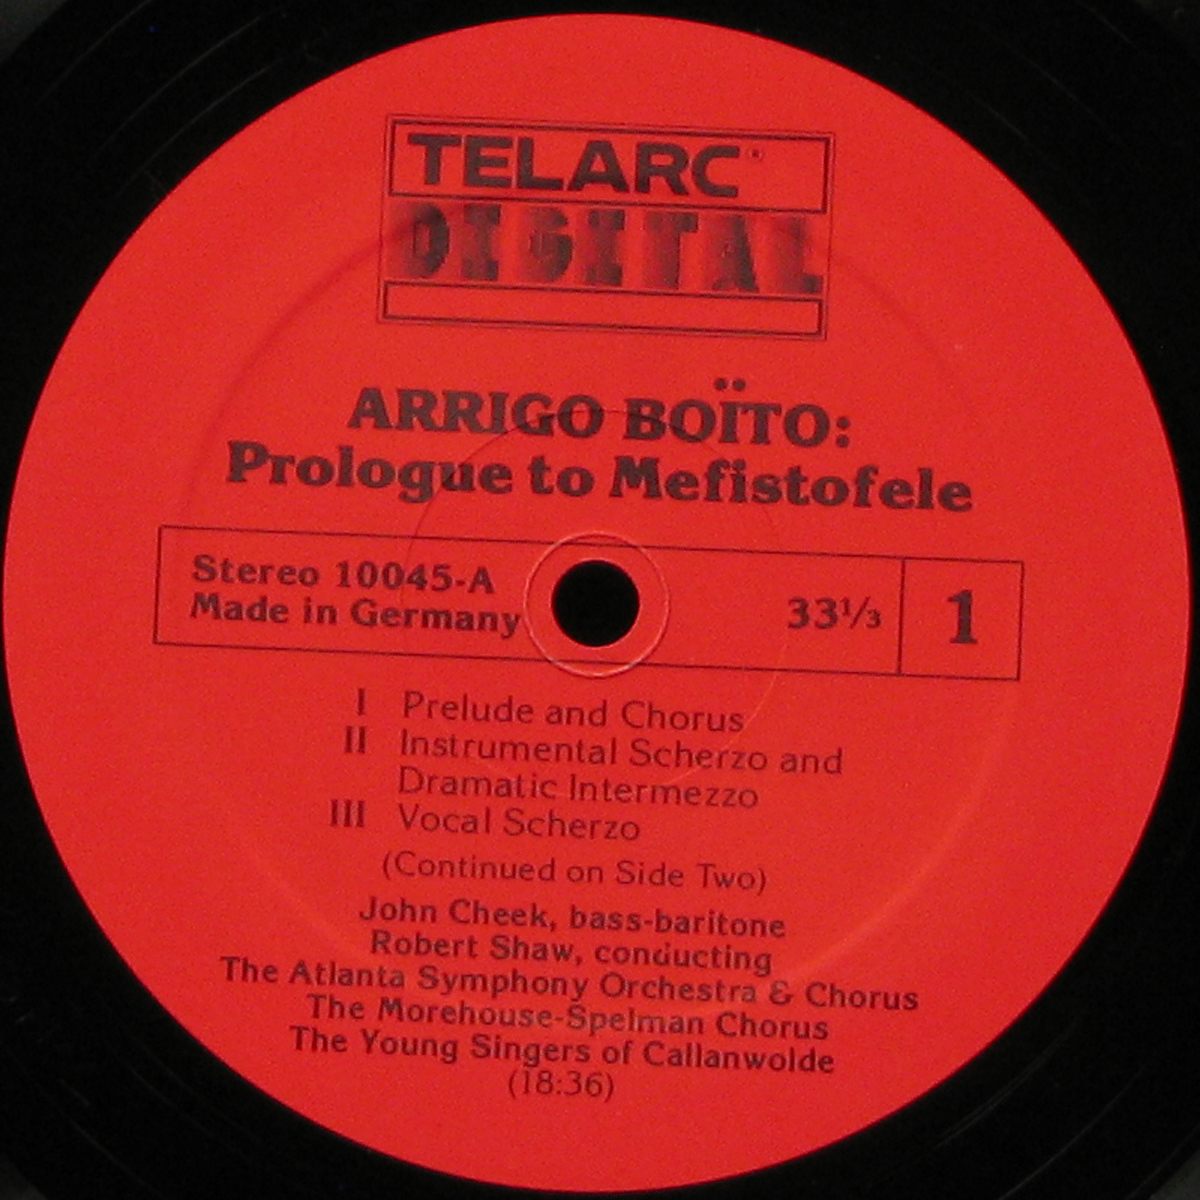 TELARC®
DIGITAL
ARRIGO BOÏTO:
Prologue to Mefistofele
Stereo 10045-A
Made in Germany
33⅓
1
I Prelude and Chorus
II Instrumental Scherzo and
Dramatic Intermezzo
III Vocal Scherzo
(Continued on Side Two)
John Cheek, bass-baritone
Robert Shaw, conducting
The Atlanta Symphony Orchestra & Chorus
The Morehouse-Spelman Chorus
The Young Singers of Callanwolde
(18:36)